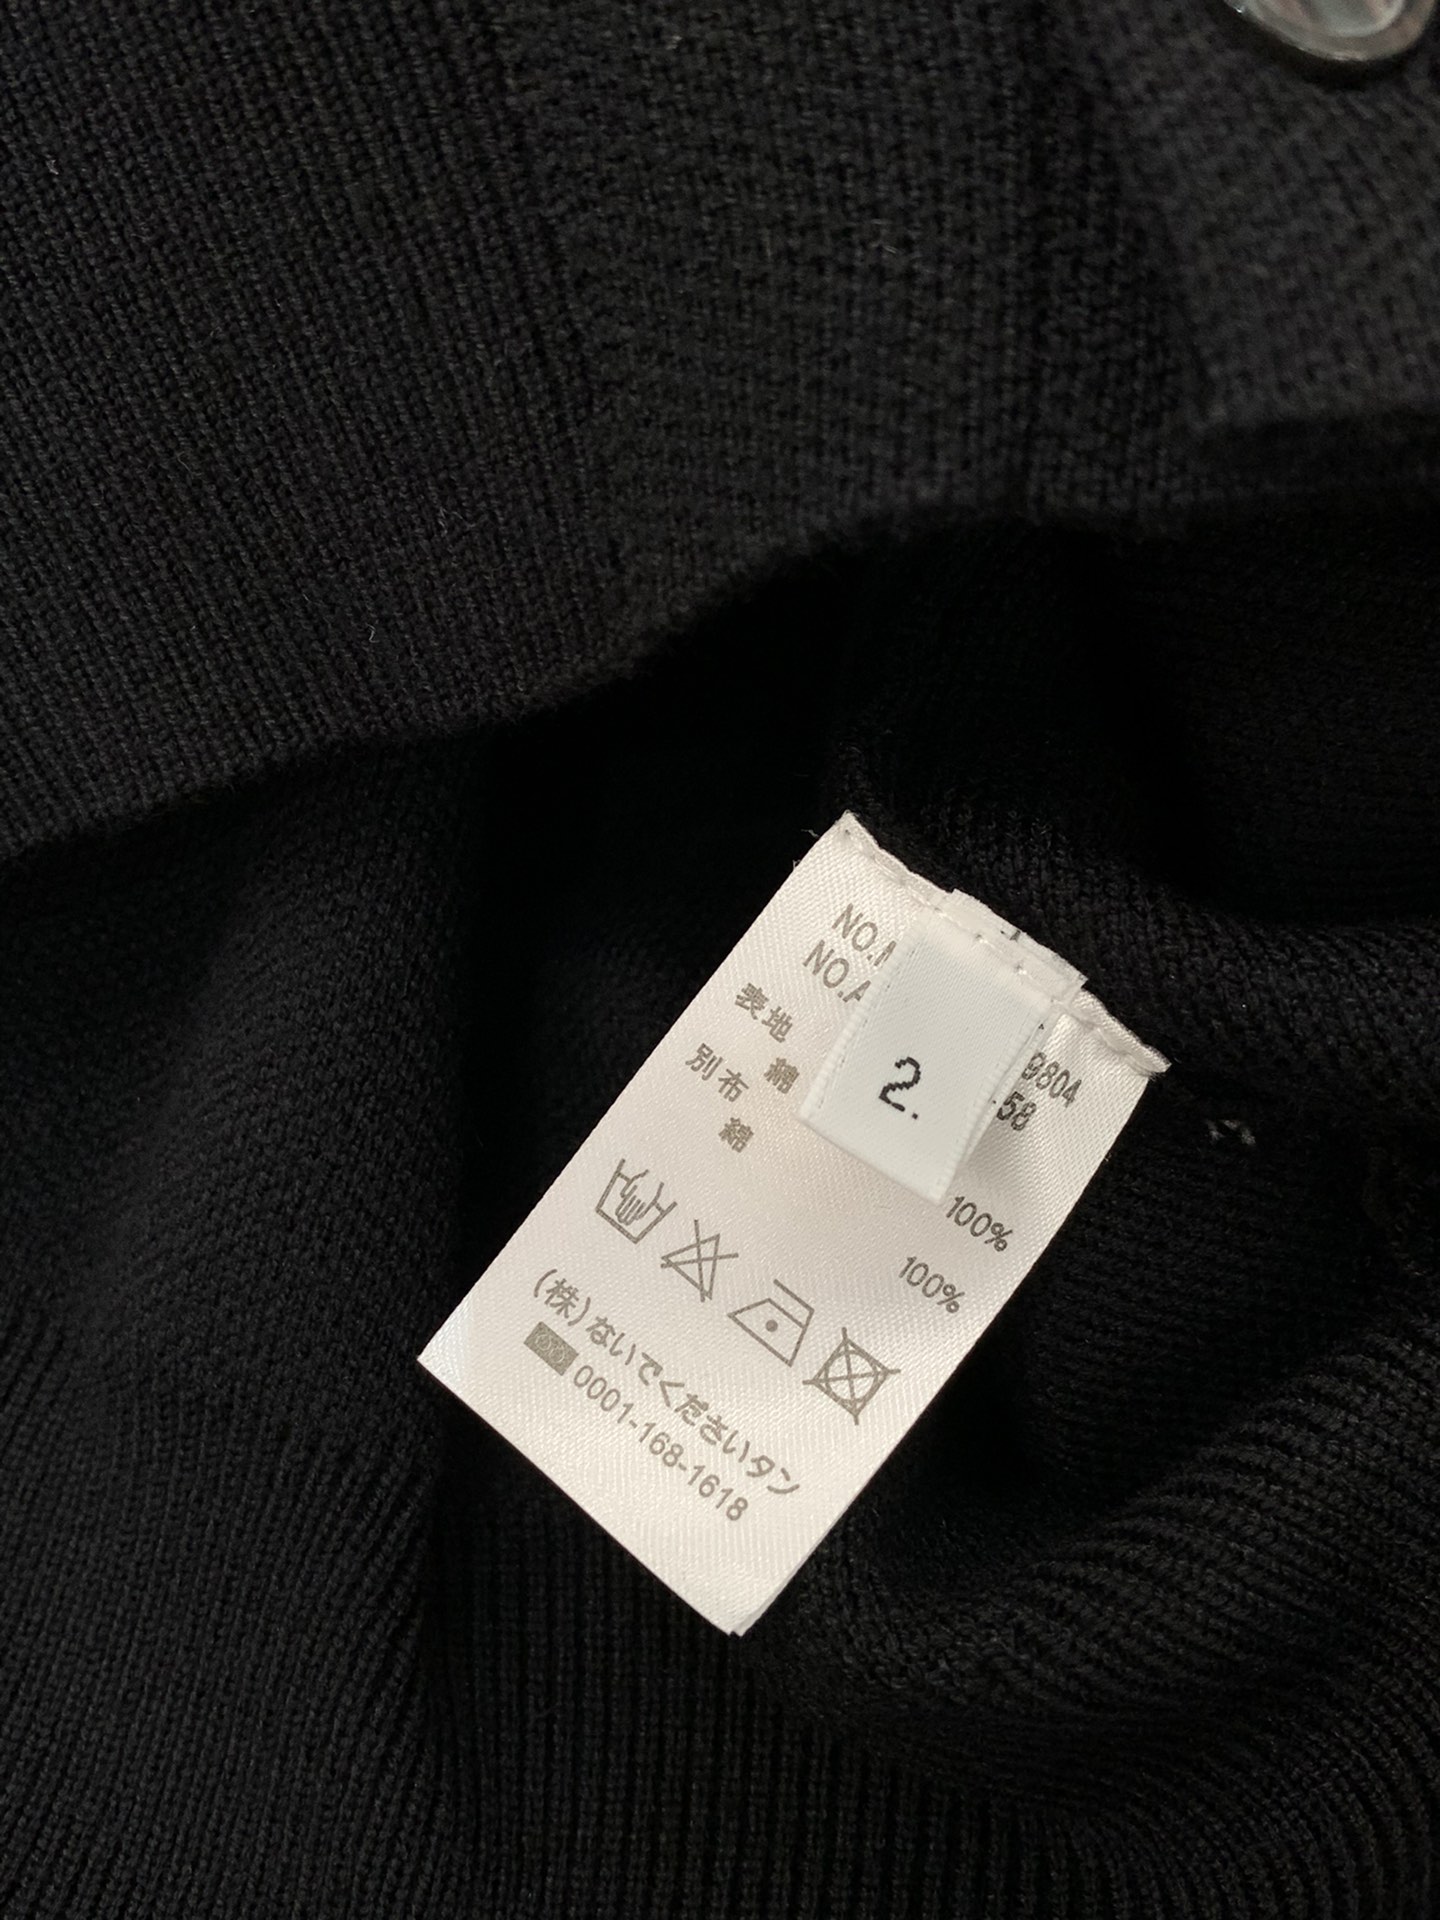 NO.
NO.A
9804
58
2.
表地
綿 100%
別布
綿 100%
(株)ないでくださいタン
0001-168-1618